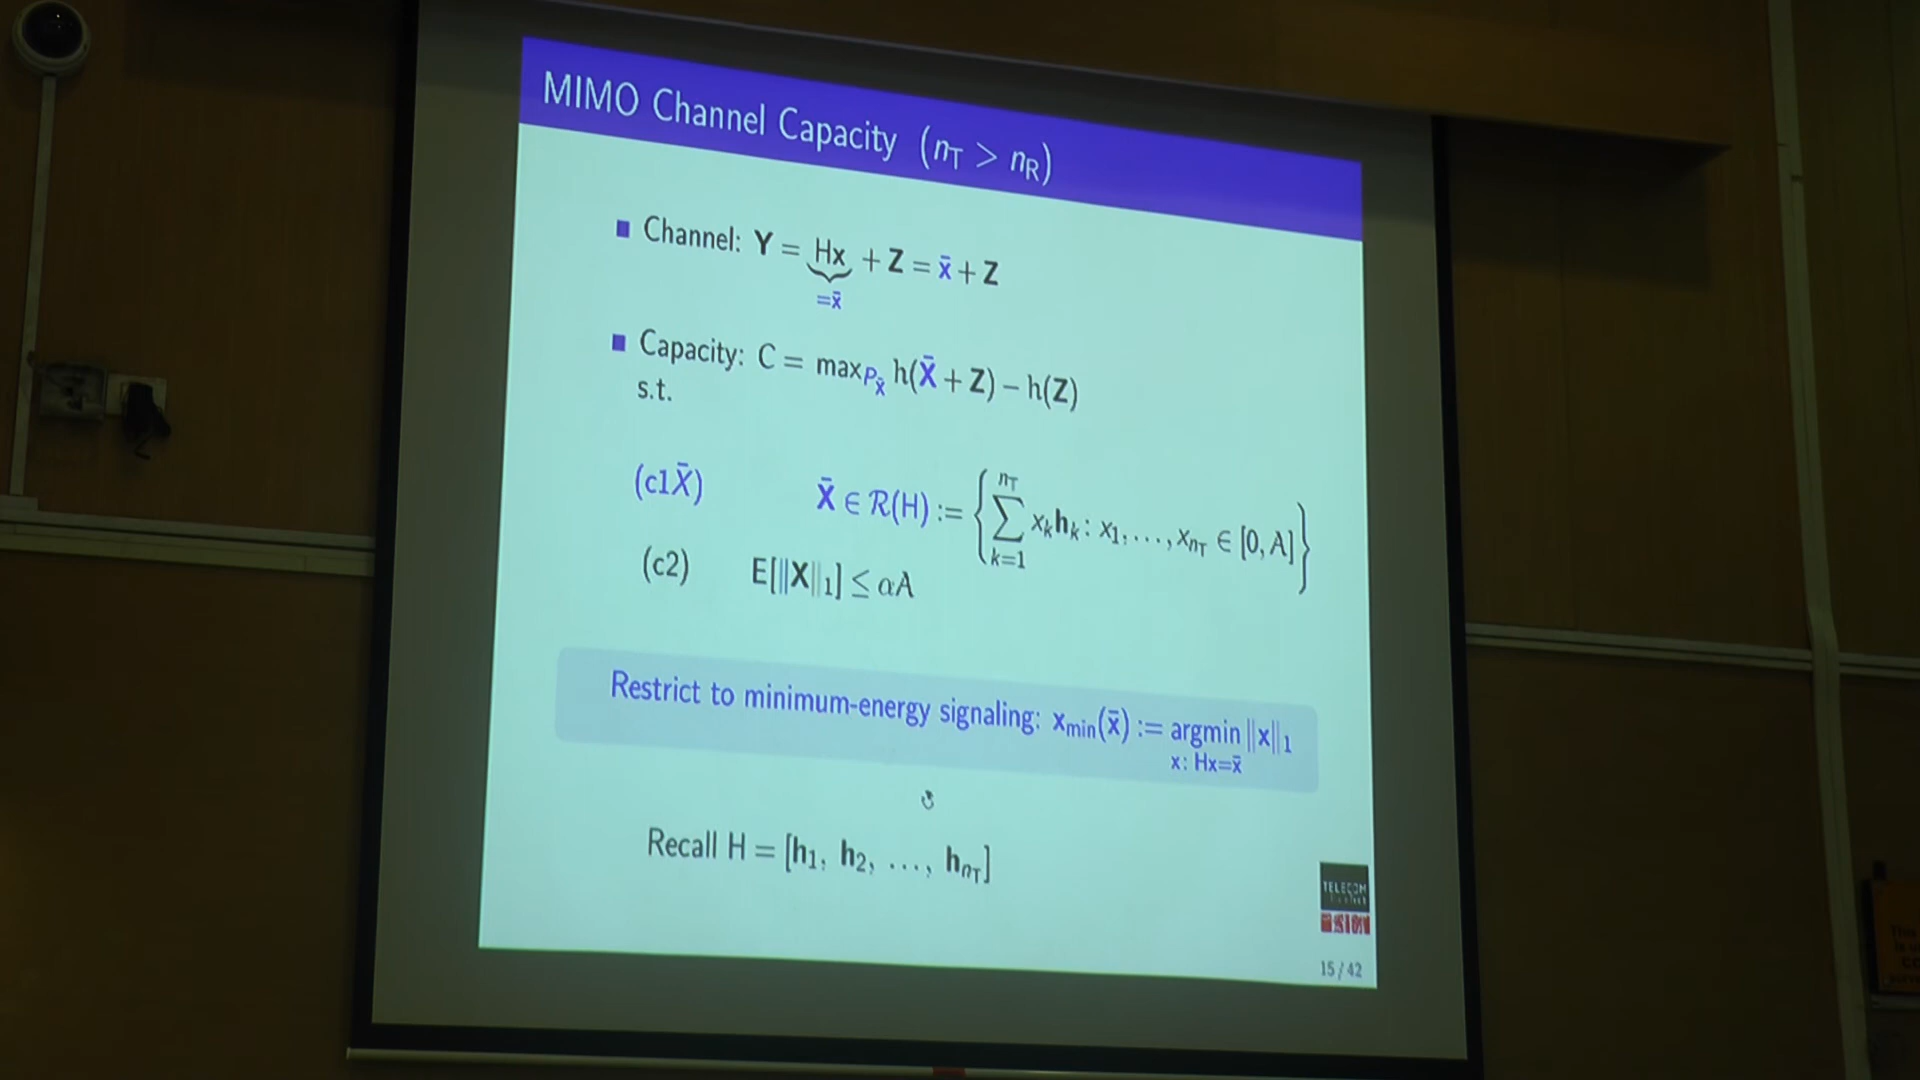 MIMO Channel Capacity (n_T > n_R)
■ Channel: Y = Hx + Z = x̄ + Z
=x̄
■ Capacity: C = max_{P_X̄} h(X̄ + Z) − h(Z)
s.t.
(c1X̄) X̄ ∈ R(H) := { ∑_{k=1}^{n_T} x_k h_k : x_1, ..., x_{n_T} ∈ [0, A] }
(c2) E[‖X‖_1] ≤ αA
Restrict to minimum-energy signaling: x_min(x̄) := argmin ‖x‖_1
x: Hx=x̄
Recall H = [h_1, h_2, ..., h_{n_T}]
TELECOM
15 / 42